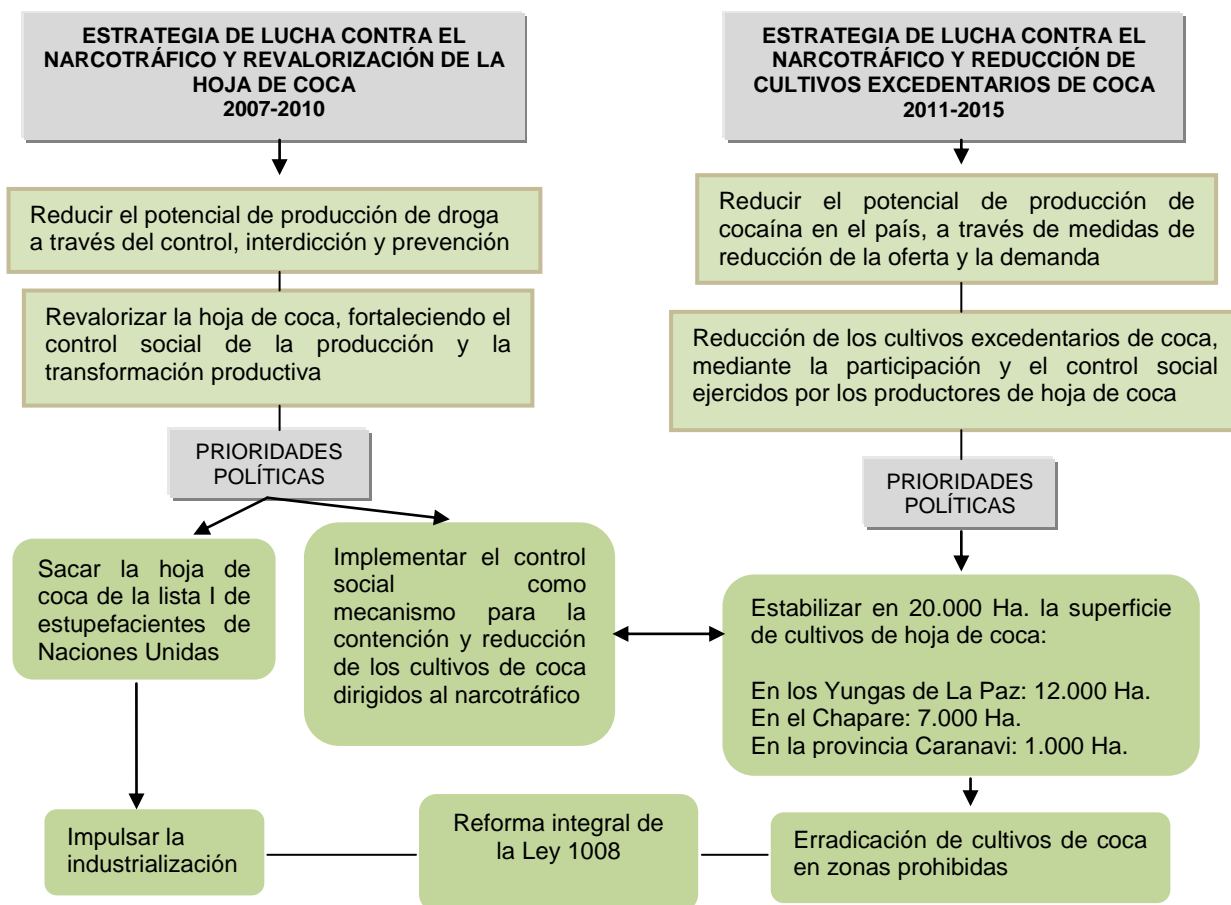 ESTRATEGIA DE LUCHA CONTRA EL
NARCOTRÁFICO Y REVALORIZACIÓN DE LA
HOJA DE COCA
2007-2010
Reducir el potencial de producción de droga
a través del control, interdicción y prevención
Revalorizar la hoja de coca, fortaleciendo el
control social de la producción y la
transformación productiva
PRIORIDADES
POLÍTICAS
Sacar la hoja de
coca de la lista I de
estupefacientes de
Naciones Unidas
Implementar el control
social como
mecanismo para la
contención y reducción
de los cultivos de coca
dirigidos al narcotráfico
Impulsar la
industrialización
Reforma integral de
la Ley 1008
ESTRATEGIA DE LUCHA CONTRA EL
NARCOTRÁFICO Y REDUCCIÓN DE
CULTIVOS EXCEDENTARIOS DE COCA
2011-2015
Reducir el potencial de producción de
cocaína en el país, a través de medidas de
reducción de la oferta y la demanda
Reducción de los cultivos excedentarios de coca,
mediante la participación y el control social
ejercidos por los productores de hoja de coca
PRIORIDADES
POLÍTICAS
Estabilizar en 20.000 Ha. la superficie
de cultivos de hoja de coca:
En los Yungas de La Paz: 12.000 Ha.
En el Chapare: 7.000 Ha.
En la provincia Caranavi: 1.000 Ha.
Erradicación de cultivos de coca
en zonas prohibidas